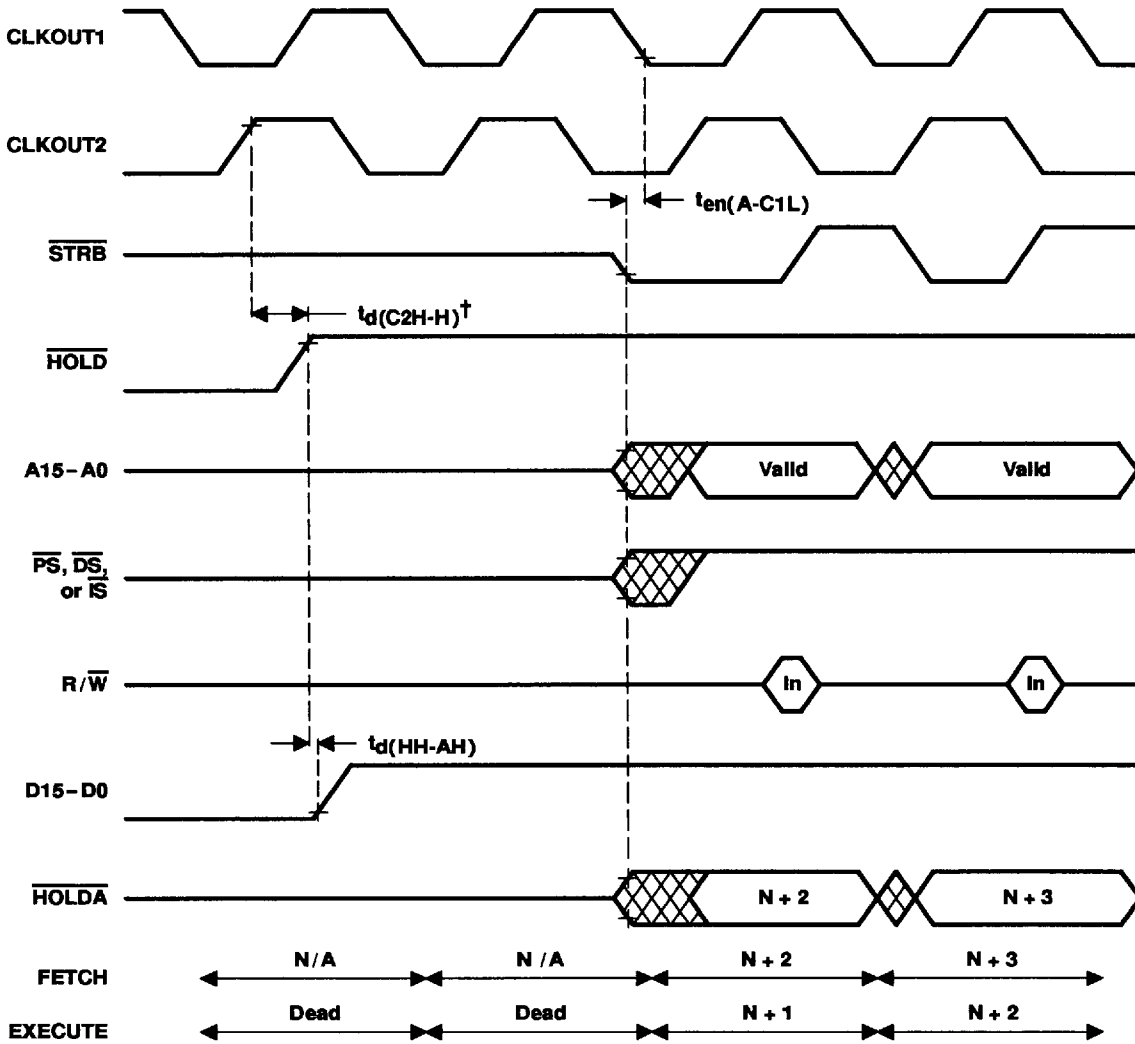 CLKOUT1
CLKOUT2
ten(A-C1L)
STRB
td(C2H-H)†
HOLD
A15–A0 Valid Valid
PS, DS,
or IS
R/W In In
td(HH-AH)
D15–D0
HOLDA N + 2 N + 3
FETCH N/A N/A N + 2 N + 3
EXECUTE Dead Dead N + 1 N + 2